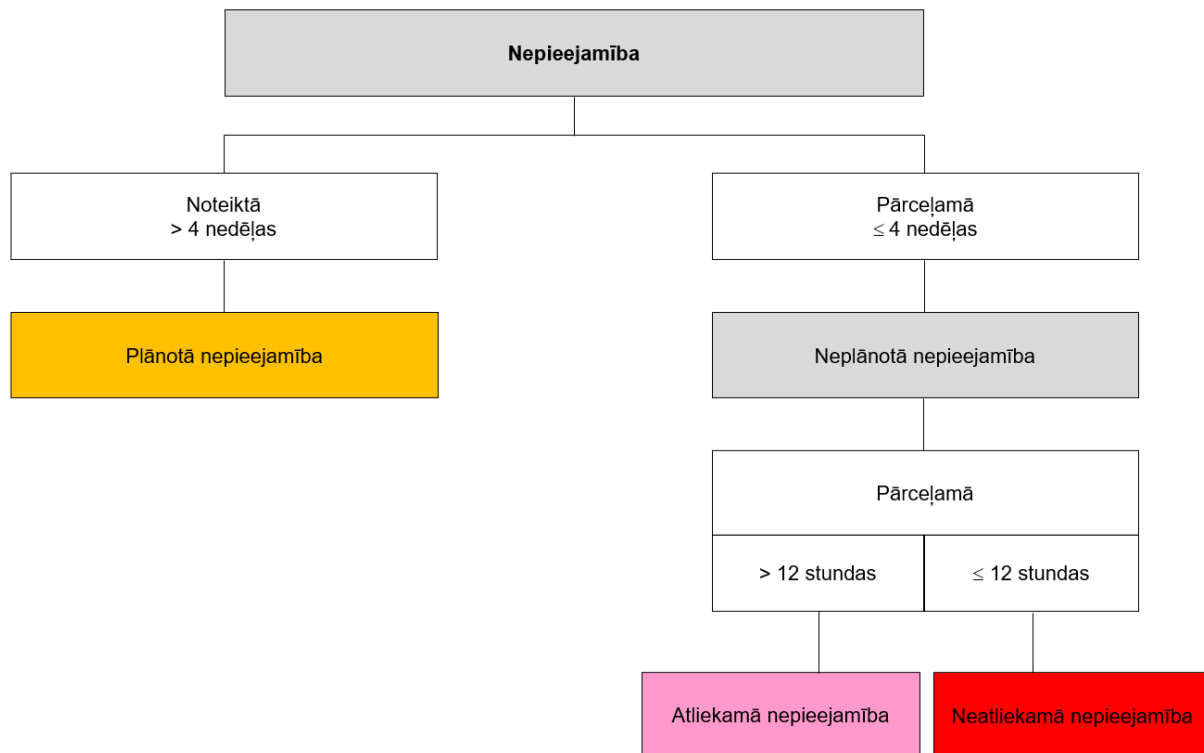 Nepieejamība
Noteiktā
> 4 nedēļas
Pārceļamā
≤ 4 nedēļas
Plānotā nepieejamība
Neplānotā nepieejamība
Pārceļamā
> 12 stundas
≤ 12 stundas
Atliekamā nepieejamība
Neatliekamā nepieejamība